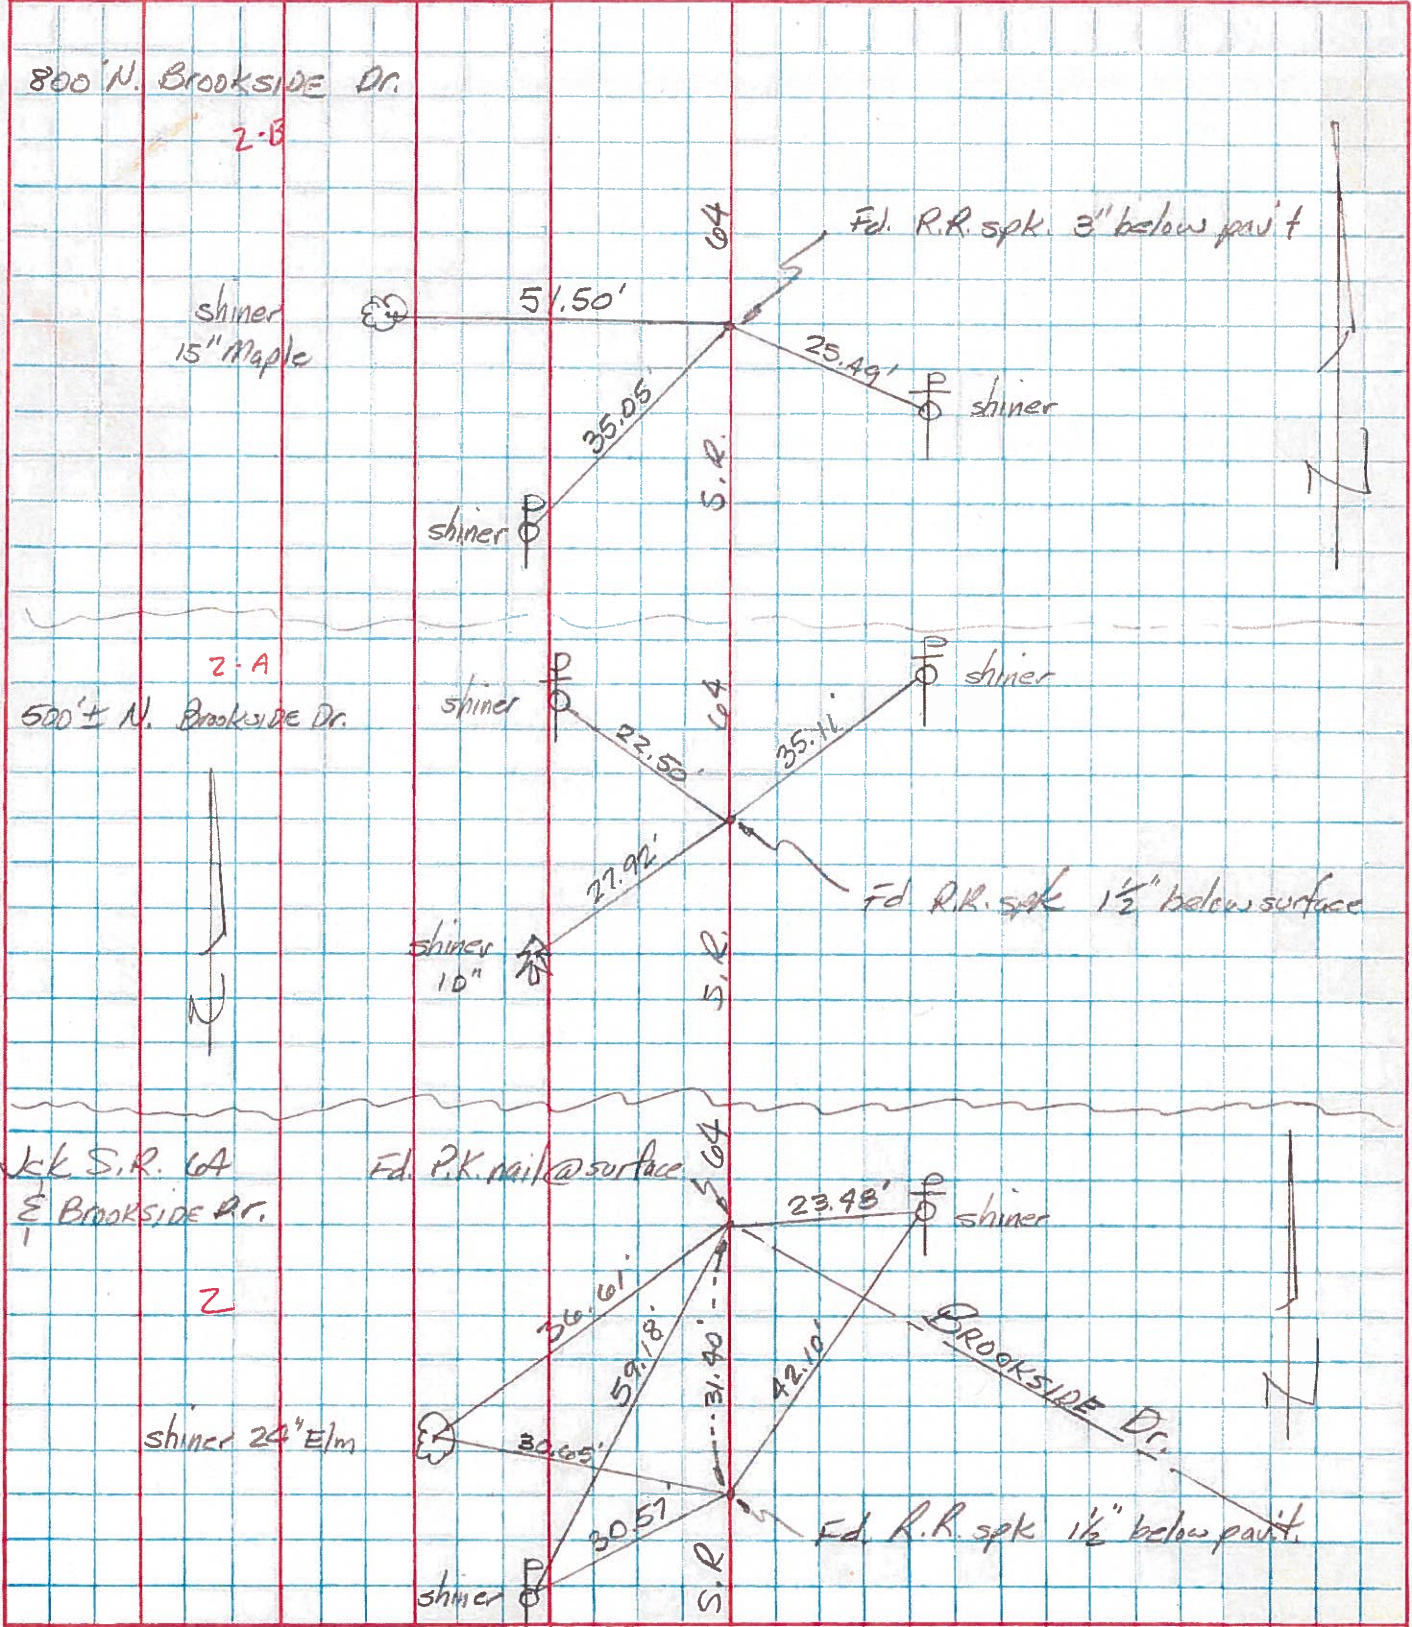 800' N. Brookside Dr.
2-B
64
Fd. R.R. spk. 3" below pav't
51.50'
shiner
15" Maple
25.49'
shiner
35.05'
S.R.
N
shiner
2-A
shiner
64
shiner
500'± N. Brookside Dr.
22.50'
35.11'
27.92'
Fd R.R. spk 1½" below surface
shiner
10"
S.R.
N
S.R. 64
Fd. P.K. nail @ surface
64
& Brookside Dr.
23.43'
shiner
2
36.61'
59.18'
31.40'
42.10'
Brookside Dr.
N
shiner 24" Elm
30.65'
30.57'
Fd. R.R. spk 1½" below pav't.
S.R
shiner